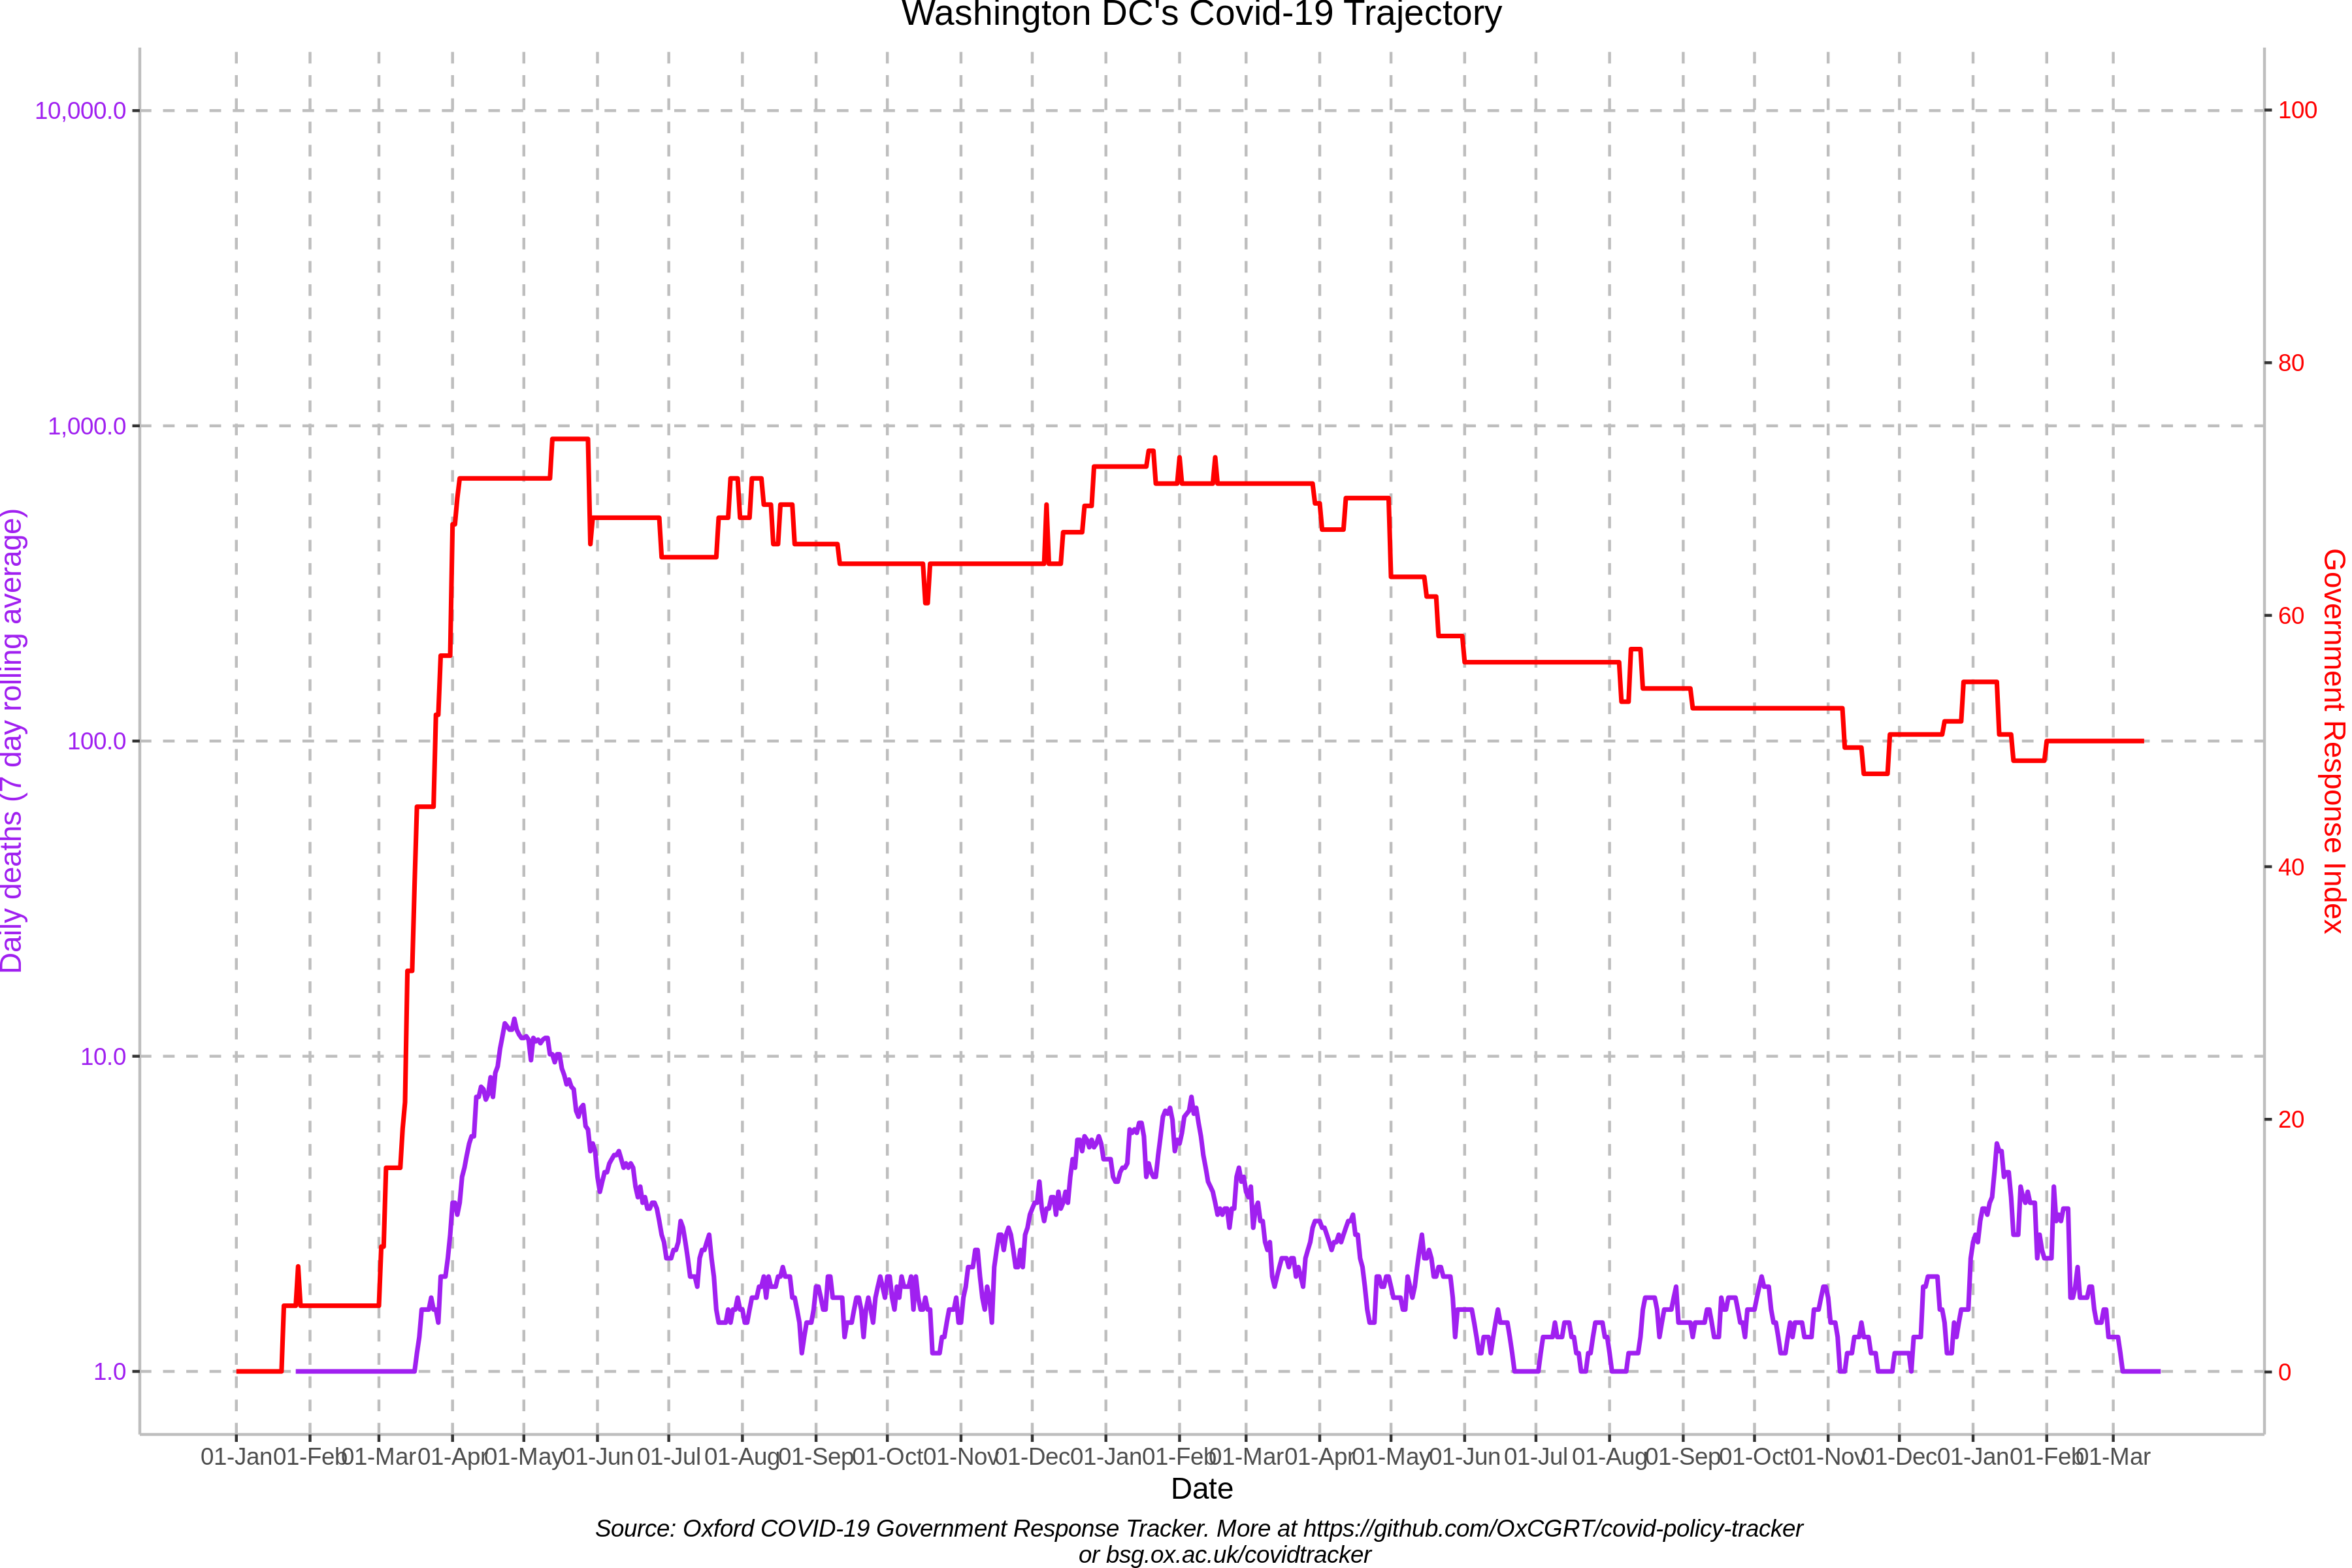 Washington DC's Covid-19 Trajectory
10,000.0
1,000.0
100.0
10.0
1.0
Daily deaths (7 day rolling average)
100
80
60
40
20
0
Government Response Index
01-Jan 01-Feb 01-Mar 01-Apr 01-May 01-Jun 01-Jul 01-Aug 01-Sep 01-Oct 01-Nov 01-Dec 01-Jan 01-Feb 01-Mar 01-Apr 01-May 01-Jun 01-Jul 01-Aug 01-Sep 01-Oct 01-Nov 01-Dec 01-Jan 01-Feb 01-Mar
Date
Source: Oxford COVID-19 Government Response Tracker. More at https://github.com/OxCGRT/covid-policy-tracker
or bsg.ox.ac.uk/covidtracker